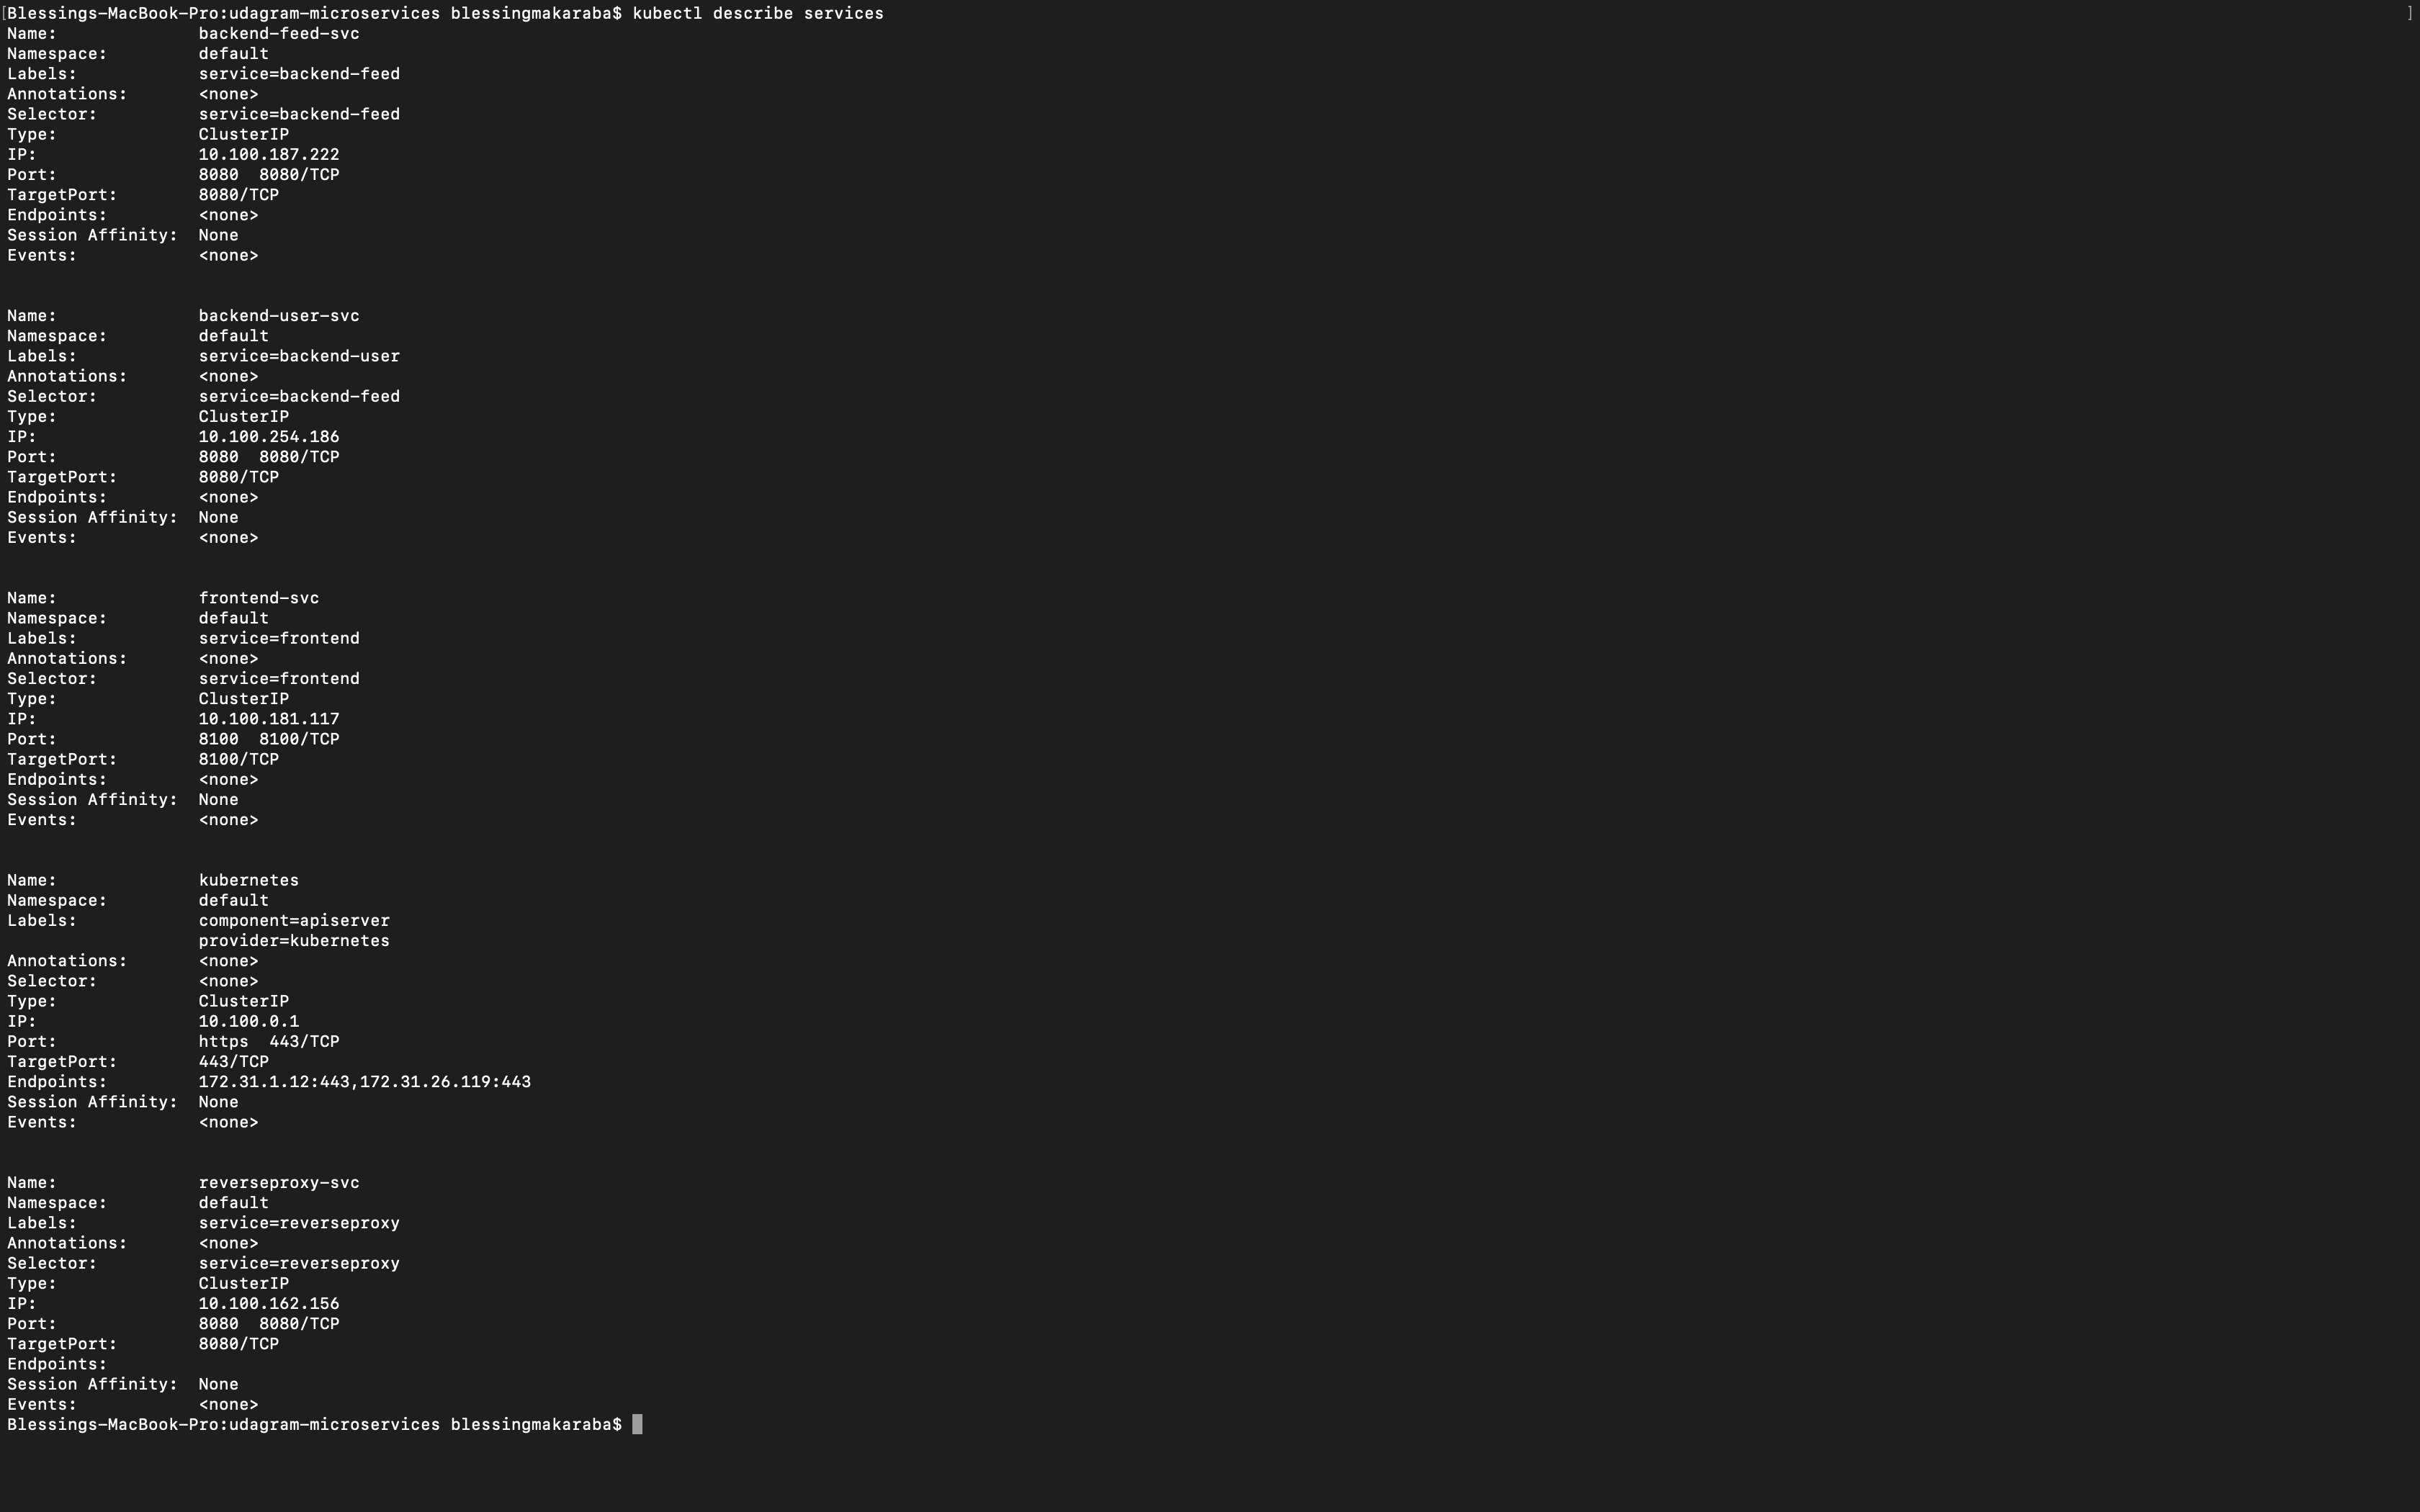 [Blessings-MacBook-Pro:udagram-microservices blessingmakaraba$ kubectl describe services ]
Name:              backend-feed-svc
Namespace:         default
Labels:            service=backend-feed
Annotations:       <none>
Selector:          service=backend-feed
Type:              ClusterIP
IP:                10.100.187.222
Port:              8080  8080/TCP
TargetPort:        8080/TCP
Endpoints:         <none>
Session Affinity:  None
Events:            <none>

Name:              backend-user-svc
Namespace:         default
Labels:            service=backend-user
Annotations:       <none>
Selector:          service=backend-feed
Type:              ClusterIP
IP:                10.100.254.186
Port:              8080  8080/TCP
TargetPort:        8080/TCP
Endpoints:         <none>
Session Affinity:  None
Events:            <none>

Name:              frontend-svc
Namespace:         default
Labels:            service=frontend
Annotations:       <none>
Selector:          service=frontend
Type:              ClusterIP
IP:                10.100.181.117
Port:              8100  8100/TCP
TargetPort:        8100/TCP
Endpoints:         <none>
Session Affinity:  None
Events:            <none>

Name:              kubernetes
Namespace:         default
Labels:            component=apiserver
                   provider=kubernetes
Annotations:       <none>
Selector:          <none>
Type:              ClusterIP
IP:                10.100.0.1
Port:              https  443/TCP
TargetPort:        443/TCP
Endpoints:         172.31.1.12:443,172.31.26.119:443
Session Affinity:  None
Events:            <none>

Name:              reverseproxy-svc
Namespace:         default
Labels:            service=reverseproxy
Annotations:       <none>
Selector:          service=reverseproxy
Type:              ClusterIP
IP:                10.100.162.156
Port:              8080  8080/TCP
TargetPort:        8080/TCP
Endpoints:
Session Affinity:  None
Events:            <none>
Blessings-MacBook-Pro:udagram-microservices blessingmakaraba$